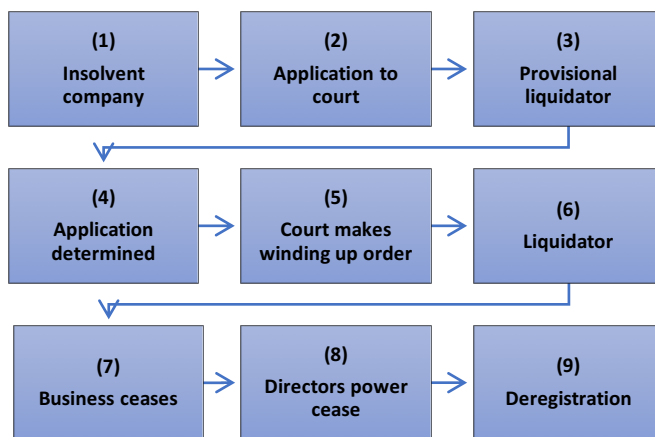 (1)
Insolvent
company
(2)
Application to
court
(3)
Provisional
liquidator
(4)
Application
determined
(5)
Court makes
winding up order
(6)
Liquidator
(7)
Business ceases
(8)
Directors power
cease
(9)
Deregistration